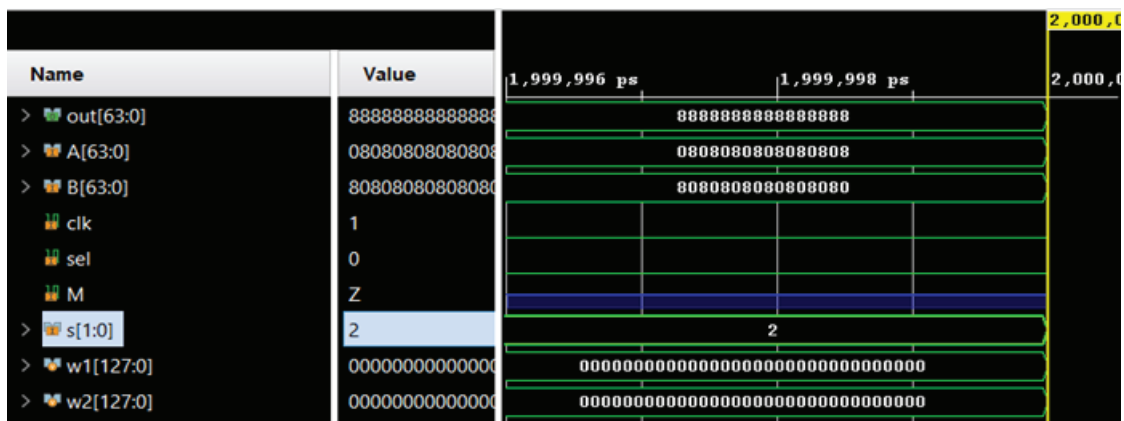 2,000,0
Name Value 1,999,996 ps 1,999,998 ps 2,000,0
out[63:0] 88888888888888 8888888888888888
A[63:0] 08080808080808 0808080808080808
B[63:0] 80808080808080 8080808080808080
clk 1
sel 0
M Z
s[1:0] 2 2
w1[127:0] 00000000000000 00000000000000000000000000000000
w2[127:0] 00000000000000 00000000000000000000000000000000